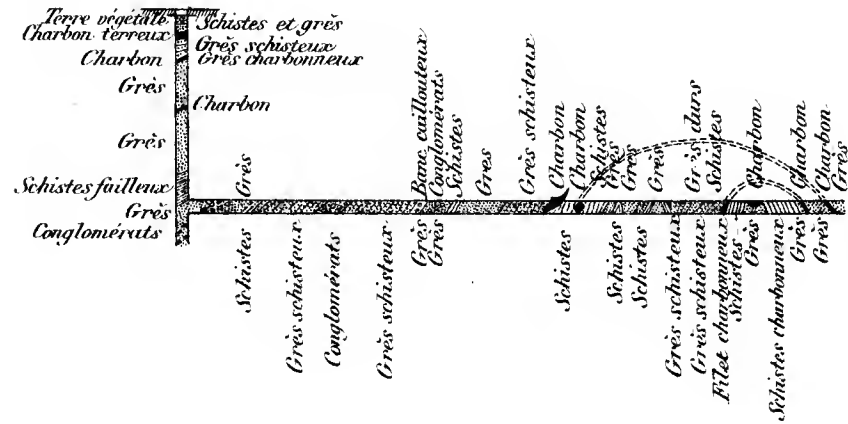 Terre végétale
Charbon terreux
Charbon
Grès
Grès
Schistes failleux
Grès
Conglomérats
Schistes et grès
Grès schisteux
Grès charbonneux
Charbon
Grès
Banc caillouteux
Conglomérats
Schistes
Gres
Grès schisteux
Charbon
Charbon
Schistes
Grès
Grès
Grès
Grès durs
Schistes
Charbon
Charbon
Charbon
Grès
Schistes
Grès schisteux
Conglomérats
Grès schisteux
Grès
Grès
Schistes
Schistes
Schistes
Grès schisteux
Grès schisteux
Filet charbonneux
Schistes
Grès
Schistes charbonneux
Grès
Grès